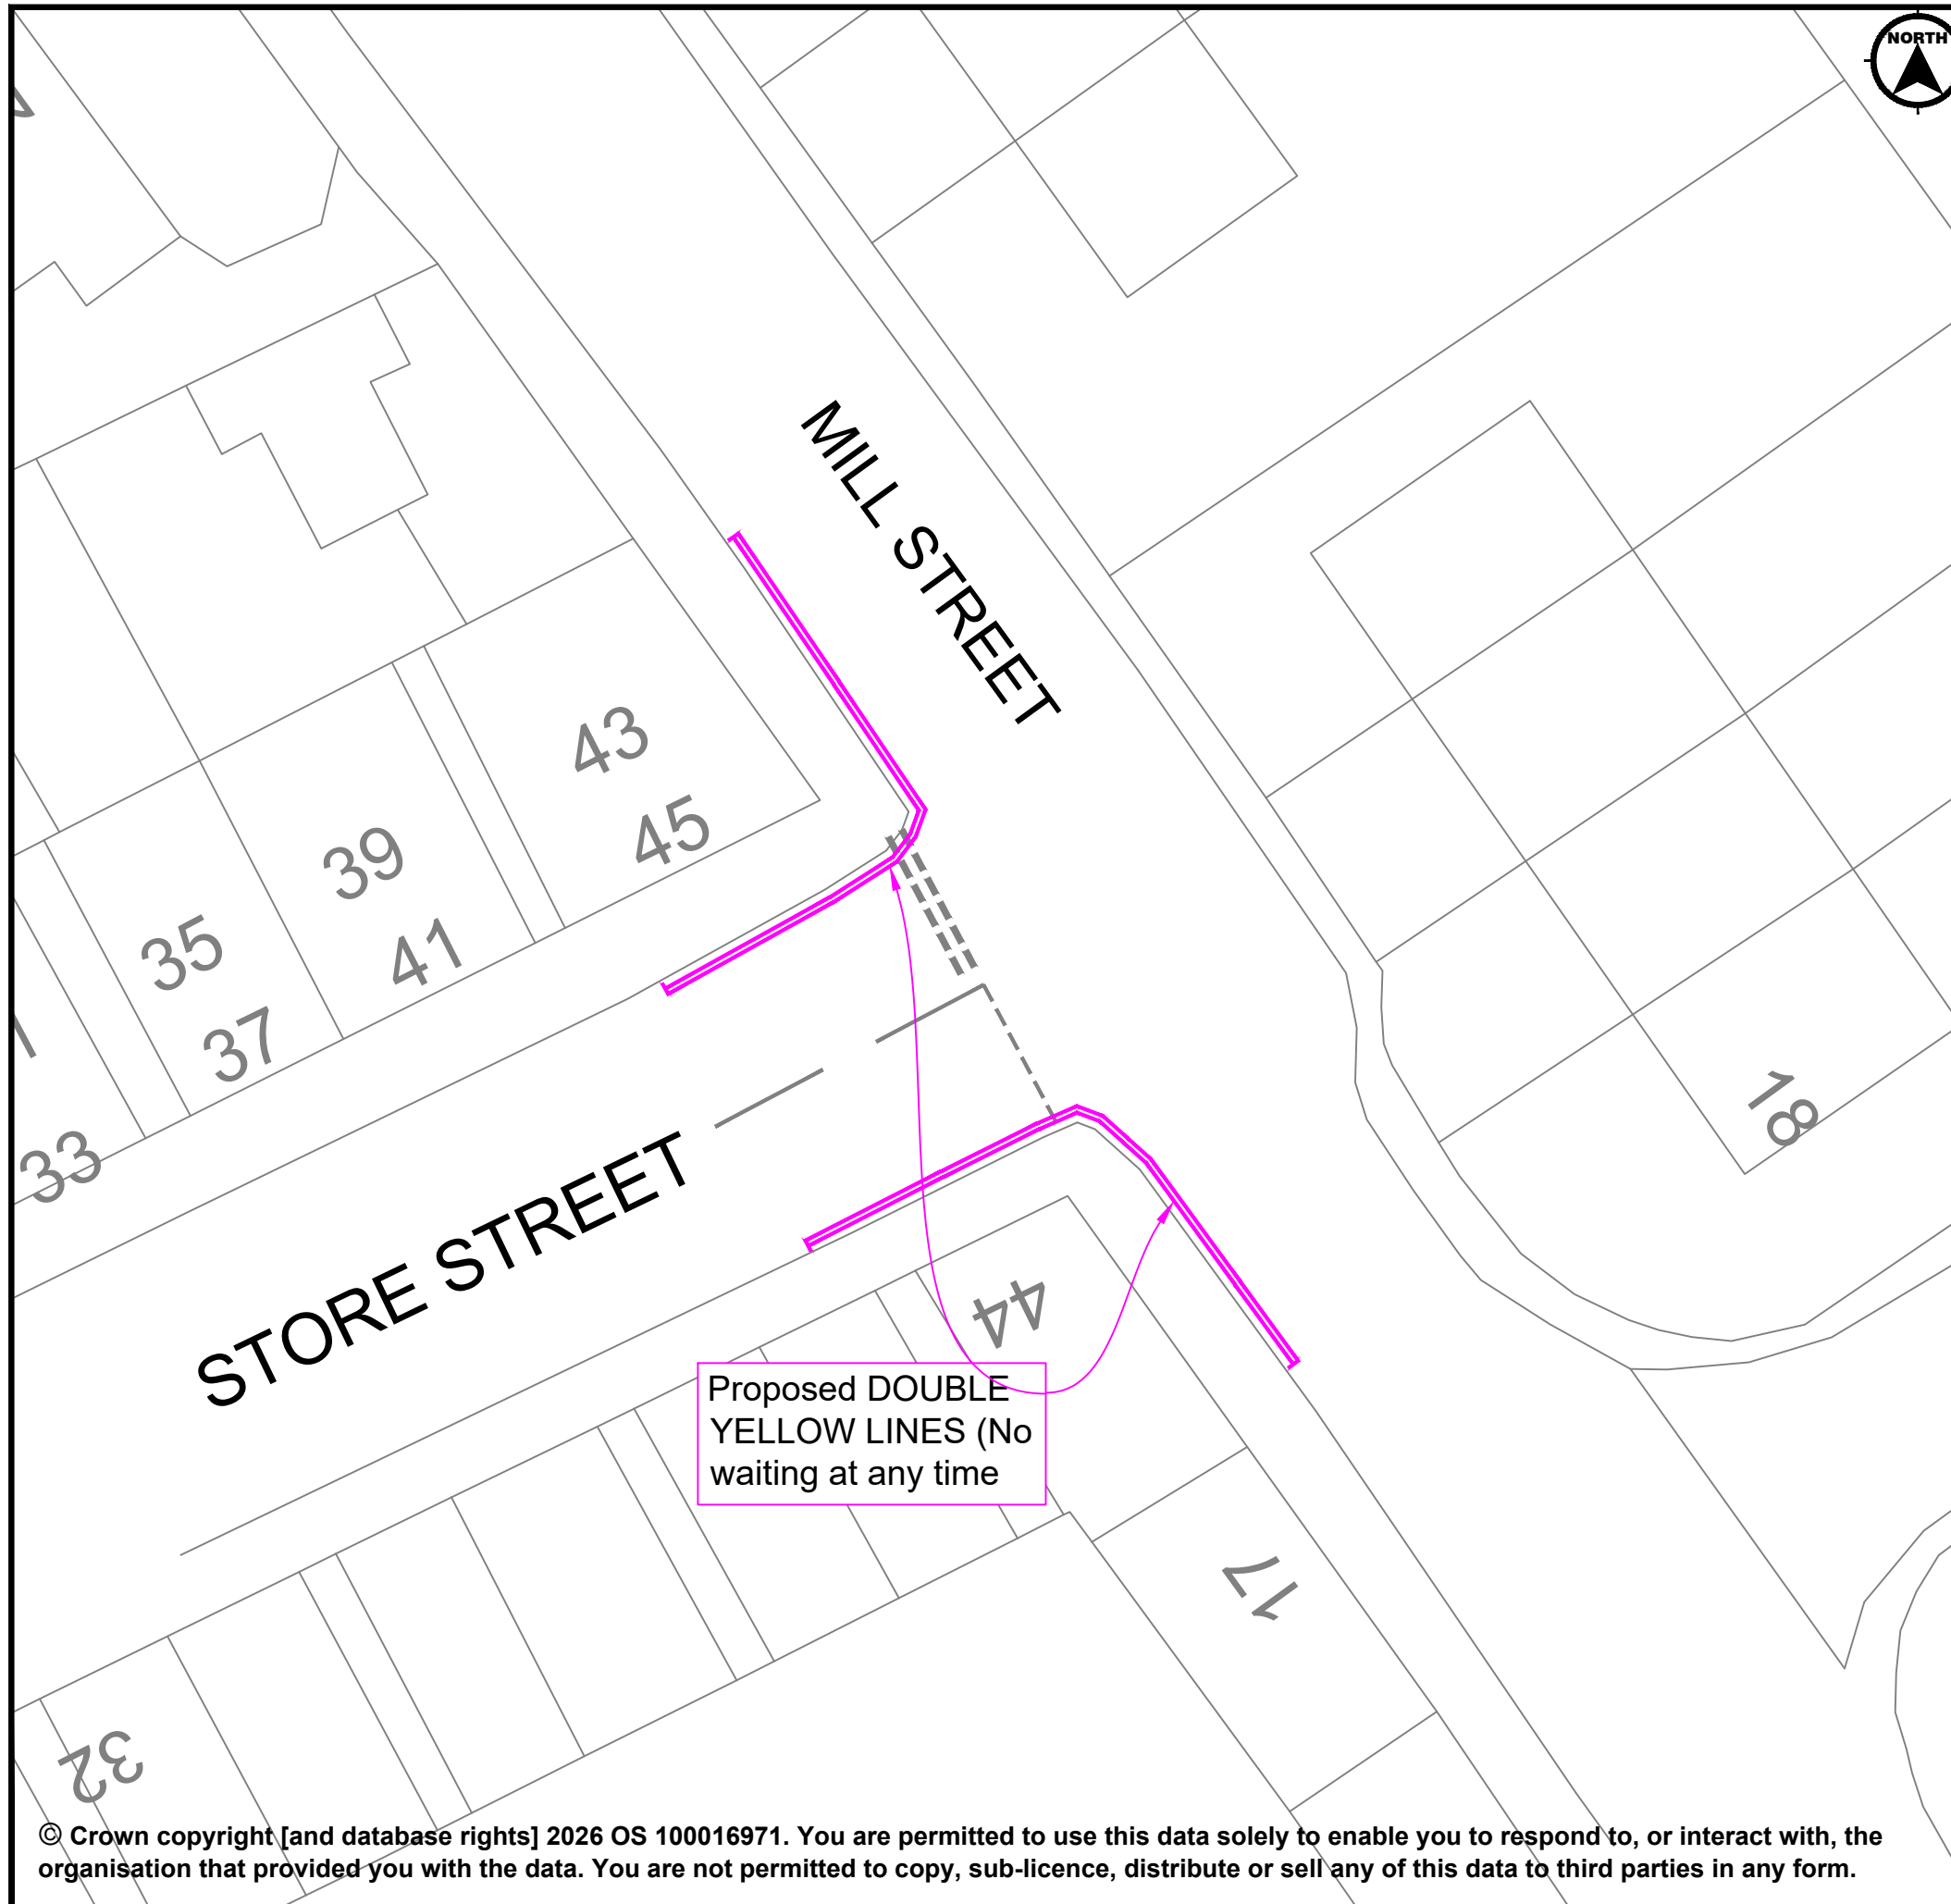 NORTH
MILL STREET
43
45
39
41
35
37
33
STORE STREET
44
Proposed DOUBLE
YELLOW LINES (No
waiting at any time
18
17
32
© Crown copyright [and database rights] 2026 OS 100016971. You are permitted to use this data solely to enable you to respond to, or interact with, the
organisation that provided you with the data. You are not permitted to copy, sub-licence, distribute or sell any of this data to third parties in any form.